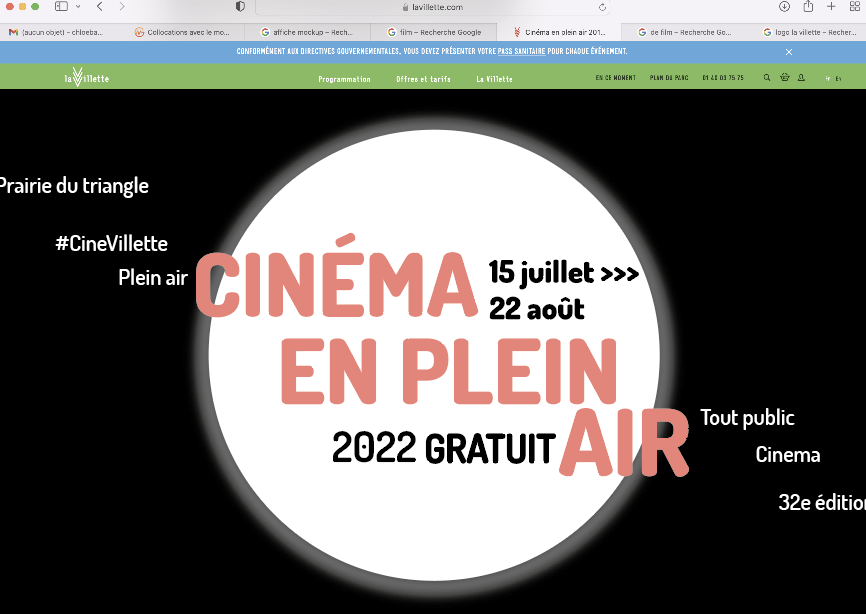 lavillette.com
(aucun objet) – chloeba...
Collocations avec le mo...
affiche mockup – Rech...
film – Recherche Google
Cinéma en plein air 201...
de film – Recherche Go...
logo la villette – Recher...
CONFORMÉMENT AUX DIRECTIVES GOUVERNEMENTALES, VOUS DEVEZ PRÉSENTER VOTRE PASS SANITAIRE POUR CHAQUE ÉVÉNEMENT.
la Villette
Programmation
Offres et tarifs
La Villette
EN CE MOMENT
PLAN DU PARC
01 40 03 75 75
Fr
En
Prairie du triangle
#CineVillette
Plein air
CINÉMA
15 juillet >>>
22 août
EN PLEIN
2022 GRATUIT
AIR
Tout public
Cinema
32e éditio